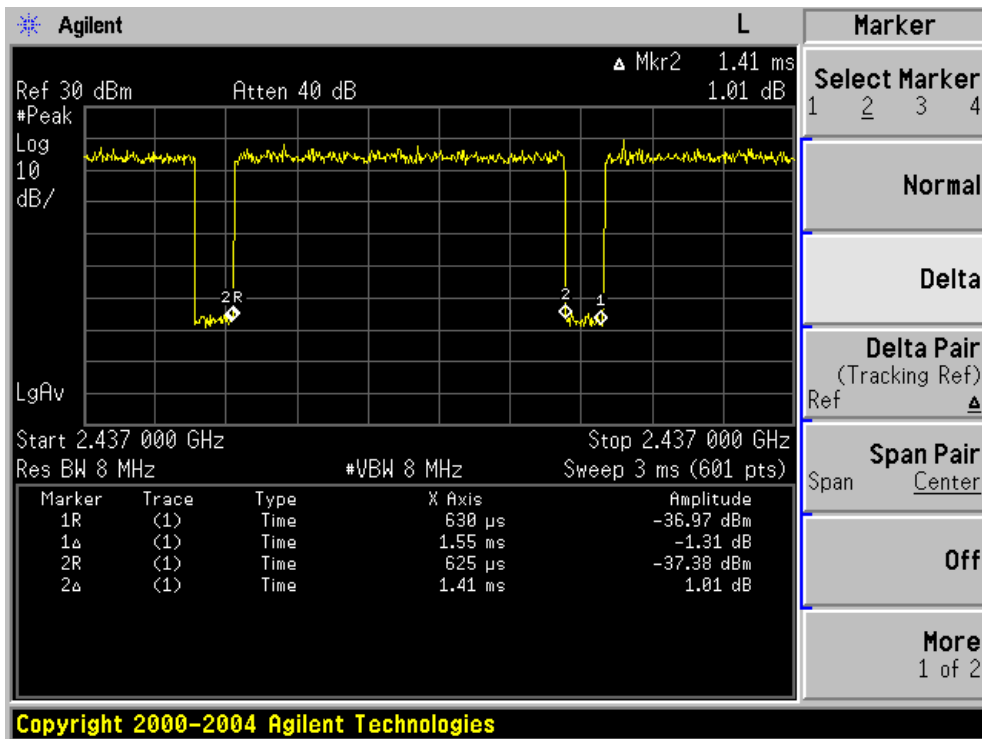 Agilent L
Δ Mkr2 1.41 ms
Ref 30 dBm Atten 40 dB 1.01 dB
#Peak
Log
10
dB/
2R 2 1
LgAv
Start 2.437 000 GHz Stop 2.437 000 GHz
Res BW 8 MHz #VBW 8 MHz Sweep 3 ms (601 pts)
Marker Trace Type X Axis Amplitude
1R (1) Time 630 µs -36.97 dBm
1Δ (1) Time 1.55 ms -1.31 dB
2R (1) Time 625 µs -37.38 dBm
2Δ (1) Time 1.41 ms 1.01 dB
Marker
Select Marker
1 2 3 4
Normal
Delta
Delta Pair
(Tracking Ref)
Ref Δ
Span Pair
Span Center
Off
More
1 of 2
Copyright 2000-2004 Agilent Technologies